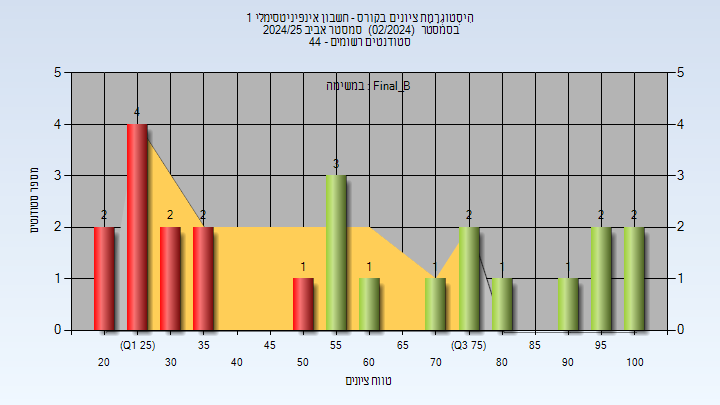 היסטוגרמת ציונים בקורס - חשבון אינפיניטסימלי 1
בסמסטר (02/2024) סמסטר אביב 2024/25
סטודנטים רשומים - 44
במשימה : Final_B
מספר סטודנטים
5 5
4 4
3 3
2 2
1 1
0 0
2 4 2 2 1 3 1 1 2 1 1 2 2
(Q1 25) 35 45 55 65 (Q3 75) 85 95
20 30 40 50 60 70 80 90 100
טווח ציונים